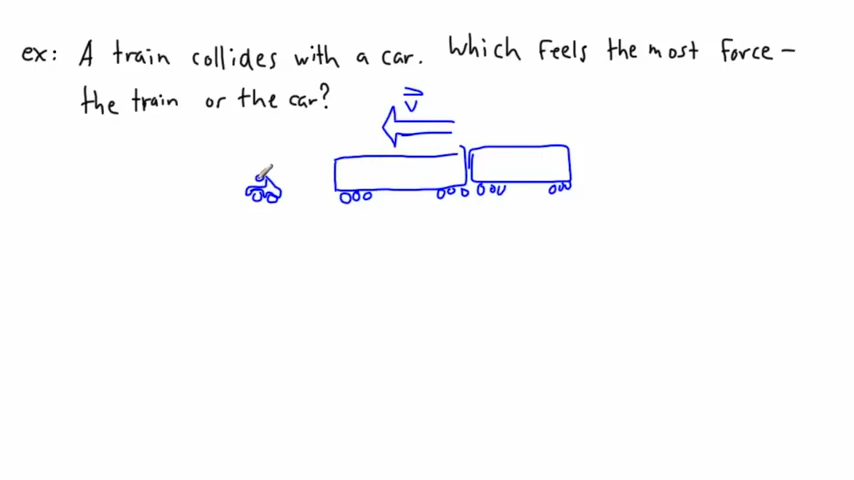 ex: A train collides with a car. Which feels the most force -
the train or the car?
v